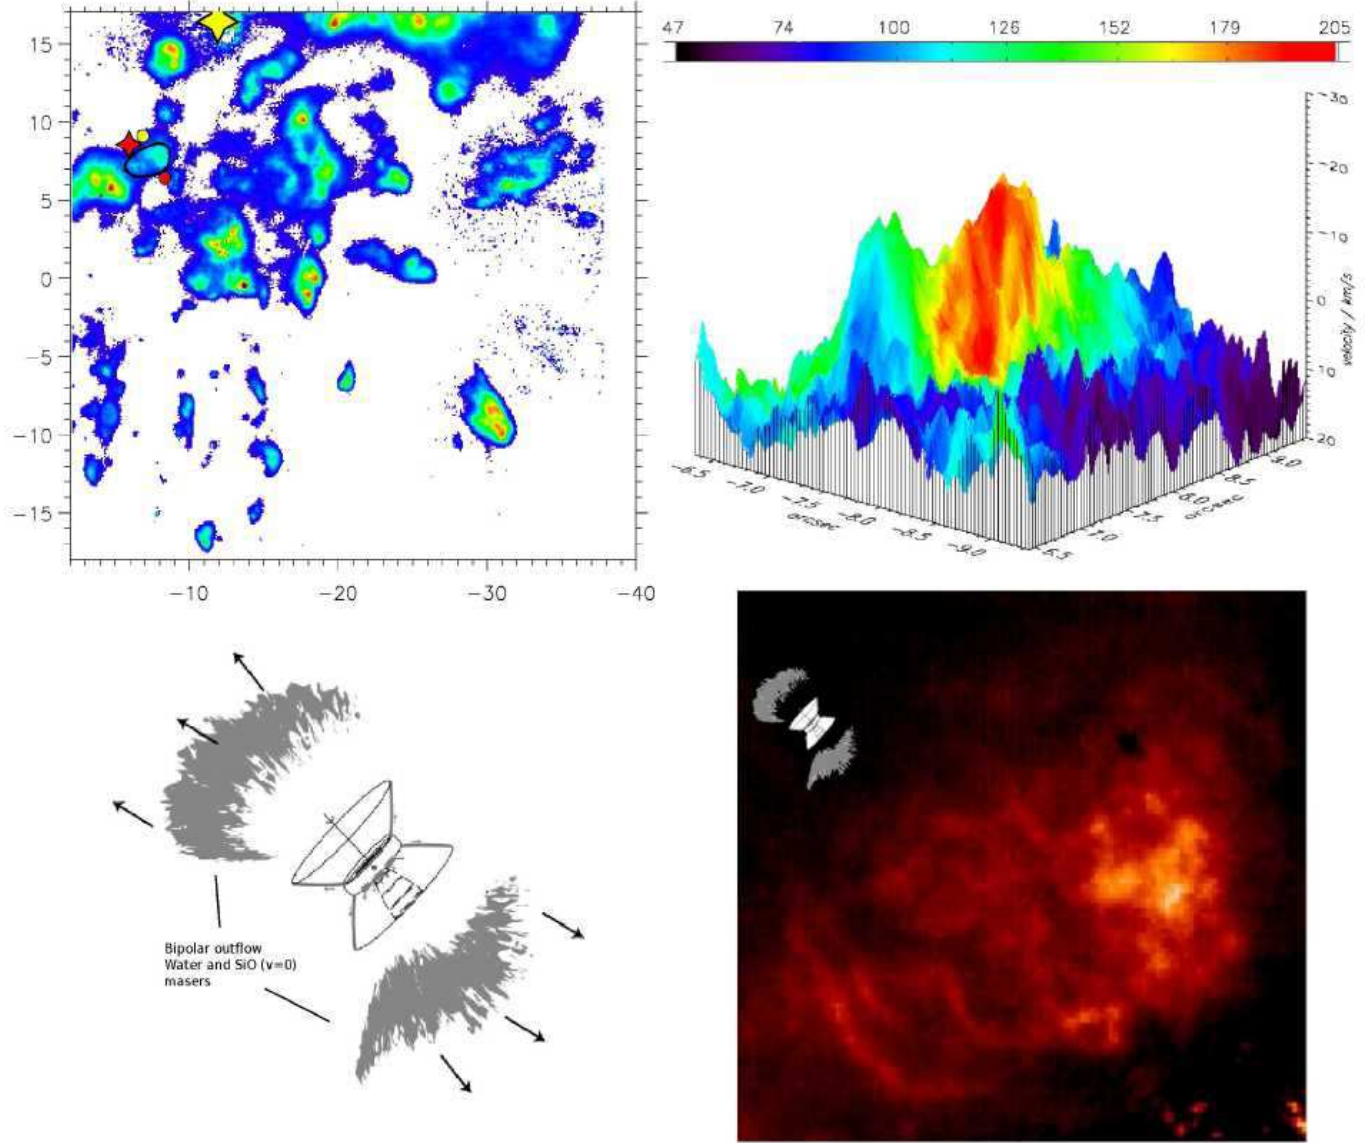 47 74 100 126 152 179 205
15
10
5
0
−5
−10
−15
−10 −20 −30 −40
-30
-20
-10
0
10
20
velocity / km/s
-6.5 -7.0 -7.5 -8.0 -8.5 -9.0
arcsec
6.5 7.0 7.5 8.0 8.5 9.0
arcsec
Bipolar outflow
Water and SiO (v=0)
masers